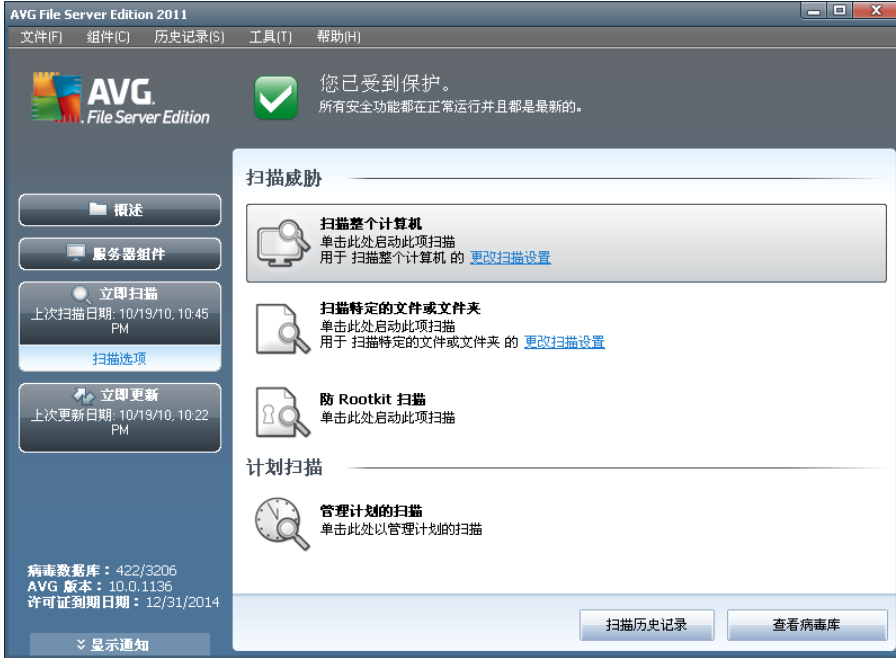 AVG File Server Edition 2011
文件(F) 组件(C) 历史记录(S) 工具(T) 帮助(H)
AVG.
File Server Edition
您已受到保护。
所有安全功能都在正常运行并且都是最新的。
概述
服务器组件
立即扫描
上次扫描日期: 10/19/10, 10:45
PM
扫描选项
立即更新
上次更新日期: 10/19/10, 10:22
PM
病毒数据库：422/3206
AVG 版本：10.0.1136
许可证到期日期：12/31/2014
显示通知
扫描威胁
扫描整个计算机
单击此处启动此项扫描
用于 扫描整个计算机 的 更改扫描设置
扫描特定的文件或文件夹
单击此处启动此项扫描
用于 扫描特定的文件或文件夹 的 更改扫描设置
防 Rootkit 扫描
单击此处启动此项扫描
计划扫描
管理计划的扫描
单击此处以管理计划的扫描
扫描历史记录 查看病毒库